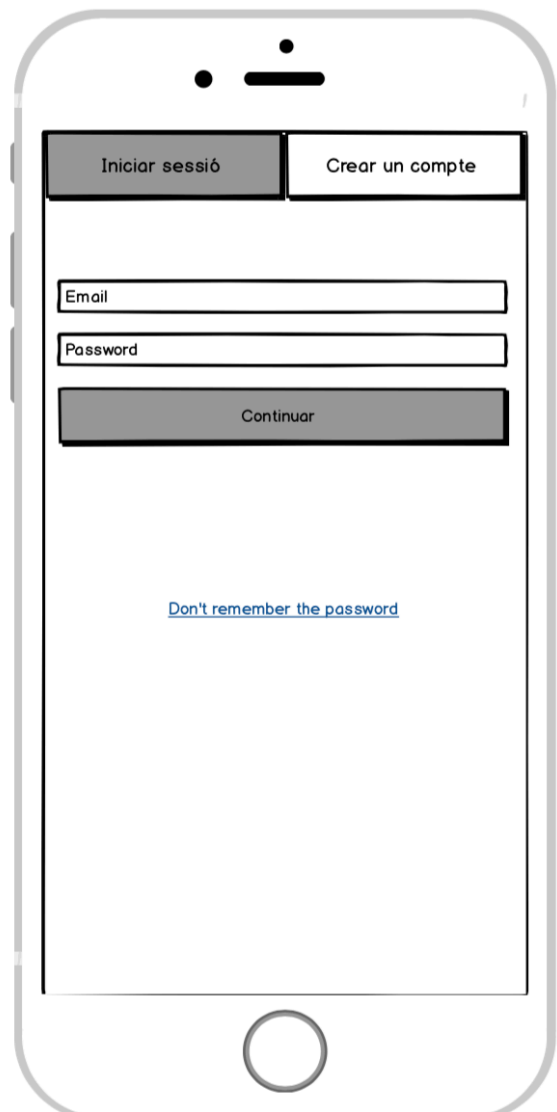 Iniciar sessió
Crear un compte
Email
Password
Continuar
Don't remember the password